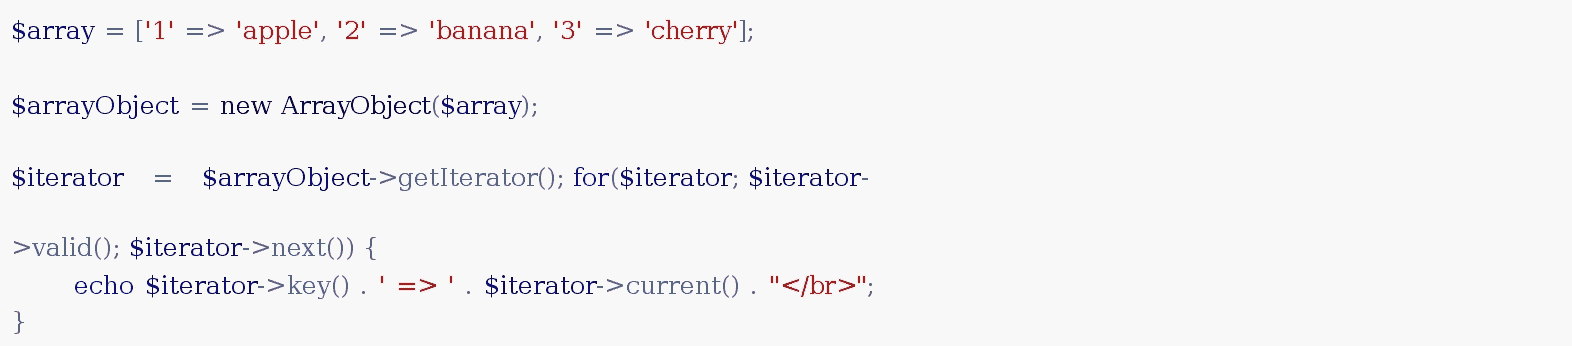 $array = ['1' => 'apple', '2' => 'banana', '3' => 'cherry'];
$arrayObject = new ArrayObject($array);
$iterator = $arrayObject->getIterator(); for($iterator; $iterator-
>valid(); $iterator->next()) {
echo $iterator->key() . ' => ' . $iterator->current() . "</br>";
}